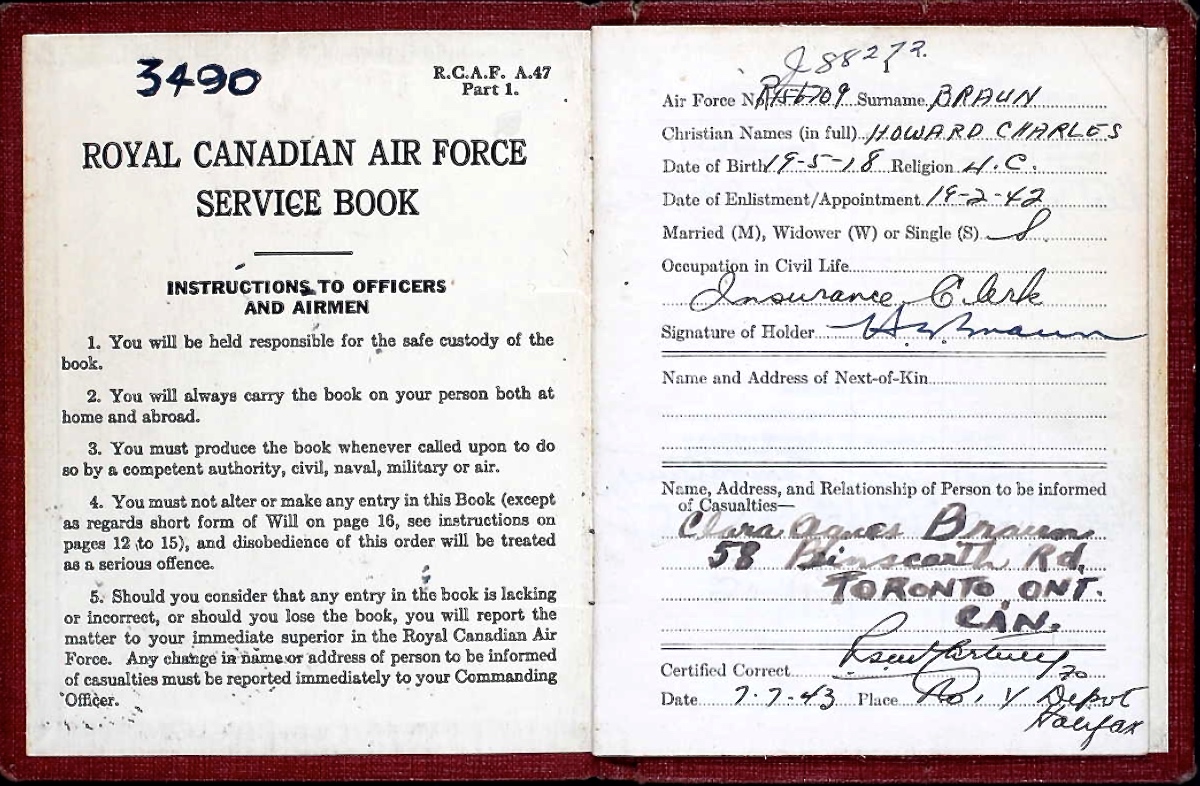 3490
R.C.A.F. A.47
Part 1.
ROYAL CANADIAN AIR FORCE
SERVICE BOOK
INSTRUCTIONS TO OFFICERS
AND AIRMEN
1. You will be held responsible for the safe custody of the
book.
2. You will always carry the book on your person both at
home and abroad.
3. You must produce the book whenever called upon to do
so by a competent authority, civil, naval, military or air.
4. You must not alter or make any entry in this Book (except
as regards short form of Will on page 16, see instructions on
pages 12 to 15), and disobedience of this order will be treated
as a serious offence.
5. Should you consider that any entry in the book is lacking
or incorrect, or should you lose the book, you will report the
matter to your immediate superior in the Royal Canadian Air
Force. Any change in name or address of person to be informed
of casualties must be reported immediately to your Commanding
Officer.
J88272.
Air Force No. Surname BRAUN
Christian Names (in full) HOWARD CHARLES
Date of Birth 19-5-18 Religion
Date of Enlistment/Appointment 19-2-42
Married (M), Widower (W) or Single (S) S
Occupation in Civil Life
Insurance Clerk
Signature of Holder Braun
Name and Address of Next-of-Kin
Name, Address, and Relationship of Person to be informed
of Casualties—
Clara Agnes Braun
58 Binscarth Rd.
TORONTO ONT.
CAN.
Certified Correct
Date 7-7-43 Place No. 1 Y Depot
Halifax